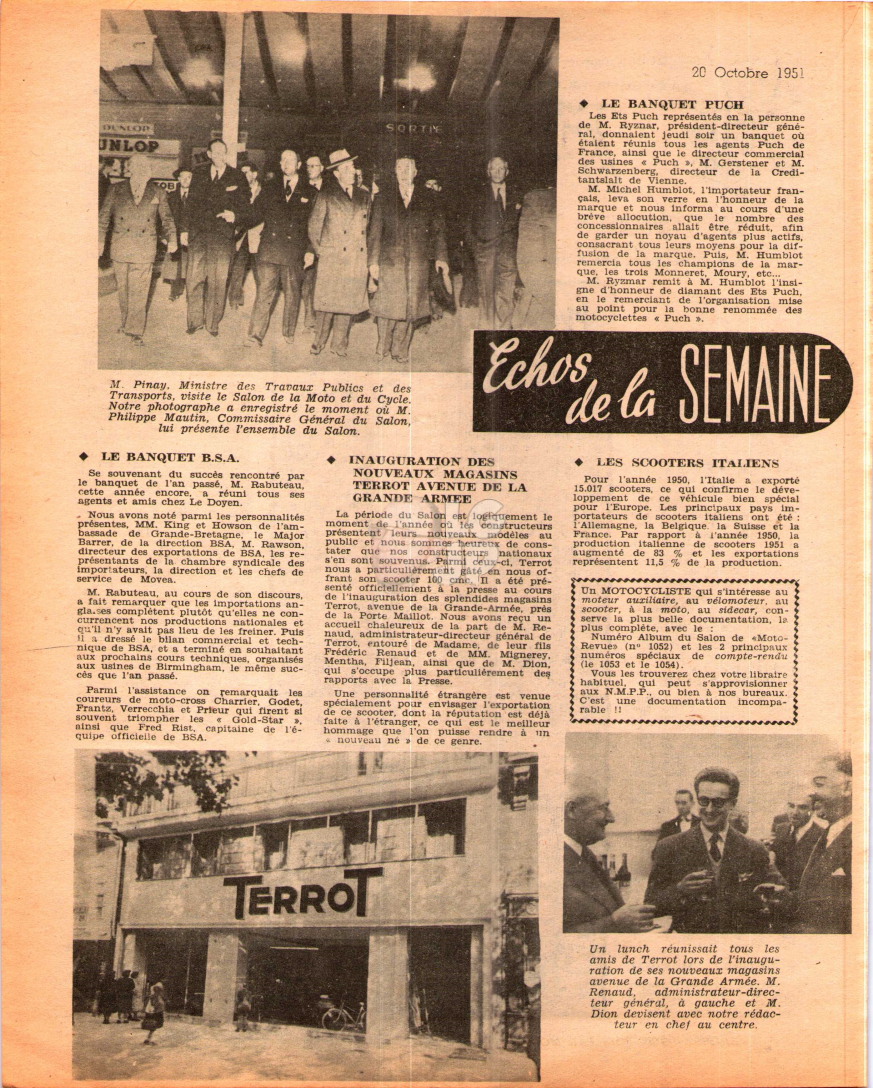 20 Octobre 1951
DUNLOP
UNLOP
SORTIE
◆ LE BANQUET PUCH
Les Ets Puch représentés en la personne
de M. Ryznar, président-directeur géné-
ral, donnaient jeudi soir un banquet où
étaient réunis tous les agents Puch de
France, ainsi que le directeur commercial
des usines « Puch », M. Gerstener et M.
Schwarzenberg, directeur de la Credi-
tantslalt de Vienne.
M. Michel Humblot, l'importateur fran-
çais, leva son verre en l'honneur de la
marque et nous informa au cours d'une
brève allocution, que le nombre des
concessionnaires allait être réduit, afin
de garder un noyau d'agents plus actifs,
consacrant tous leurs moyens pour la dif-
fusion de la marque. Puis, M. Humblot
remercia tous les champions de la mar-
que, les trois Monneret, Moury, etc...
M. Ryzmar remit à M. Humblot l'insi-
gne d'honneur de diamant des Ets Puch,
en le remerciant de l'organisation mise
au point pour la bonne renommée des
motocyclettes « Puch ».
Echos
de la SEMAINE
M. Pinay, Ministre des Travaux Publics et des
Transports, visite le Salon de la Moto et du Cycle.
Notre photographe a enregistré le moment où M.
Philippe Mautin, Commissaire Général du Salon,
lui présente l'ensemble du Salon.
◆ LE BANQUET B.S.A.
Se souvenant du succès rencontré par
le banquet de l'an passé, M. Rabuteau,
cette année encore, a réuni tous ses
agents et amis chez Le Doyen.
Nous avons noté parmi les personnalités
présentes, MM. King et Howson de l'am-
bassade de Grande-Bretagne, le Major
Barrer, de la direction BSA, M. Rawson,
directeur des exportations de BSA, les re-
présentants de la chambre syndicale des
importateurs, la direction et les chefs de
service de Movea.
M. Rabuteau, au cours de son discours,
a fait remarquer que les importations an-
glaises complètent plutôt qu'elles ne con-
currencent nos productions nationales et
qu'il n'y avait pas lieu de les freiner. Puis
il a dressé le bilan commercial et tech-
nique de BSA, et a terminé en souhaitant
aux prochains cours techniques, organisés
aux usines de Birmingham, le même suc-
cès que l'an passé.
Parmi l'assistance on remarquait les
coureurs de moto-cross Charrier, Godet,
Frantz, Verrecchia et Prieur qui firent si
souvent triompher les « Gold-Star »,
ainsi que Fred Rist, capitaine de l'é-
quipe officielle de BSA.
◆ INAUGURATION DES
NOUVEAUX MAGASINS
TERROT AVENUE DE LA
GRANDE ARMEE
La période du Salon est logiquement le
moment de l'année où les constructeurs
présentent leurs nouveaux modèles au
public et nous sommes heureux de cons-
tater que nos constructeurs nationaux
s'en sont souvenus. Parmi ceux-ci, Terrot
nous a particulièrement gâté en nous of-
frant son scooter 100 cmc. Il a été pré-
senté officiellement à la presse au cours
de l'inauguration des splendides magasins
Terrot, avenue de la Grande-Armée, près
de la Porte Maillot. Nous avons reçu un
accueil chaleureux de la part de M. Re-
naud, administrateur-directeur général de
Terrot, entouré de Madame, de leur fils
Frédéric Renaud et de MM. Mignerey,
Mentha, Filjean, ainsi que de M. Dion,
qui s'occupe plus particulièrement des
rapports avec la Presse.
Une personnalité étrangère est venue
spécialement pour envisager l'exportation
de ce scooter, dont la réputation est déjà
faite à l'étranger, ce qui est le meilleur
hommage que l'on puisse rendre à un
« nouveau né » de ce genre.
◆ LES SCOOTERS ITALIENS
Pour l'année 1950, l'Italie a exporté
15.017 scooters, ce qui confirme le déve-
loppement de ce véhicule bien spécial
pour l'Europe. Les principaux pays im-
portateurs de scooters italiens ont été :
l'Allemagne, la Belgique, la Suisse et la
France. Par rapport à l'année 1950, la
production italienne de scooters 1951 a
augmenté de 83 % et les exportations
représentent 11,5 % de la production.
Un MOTOCYCLISTE qui s'intéresse au
moteur auxiliaire, au vélomoteur, au
scooter, à la moto, au sidecar, con-
serve la plus belle documentation, la
plus complète, avec le :
Numéro Album du Salon de «Moto-
Revue» (n° 1052) et les 2 principaux
numéros spéciaux de compte-rendu
(le 1053 et le 1054).
Vous les trouverez chez votre libraire
habituel, qui peut s'approvisionner
aux N.M.P.P., ou bien à nos bureaux.
C'est une documentation incompa-
rable !!
TERROT
Un lunch réunissait tous les
amis de Terrot lors de l'inaugu-
ration de ses nouveaux magasins
avenue de la Grande Armée. M.
Renaud, administrateur-direc-
teur général, à gauche et M.
Dion devisent avec notre rédac-
teur en chef au centre.